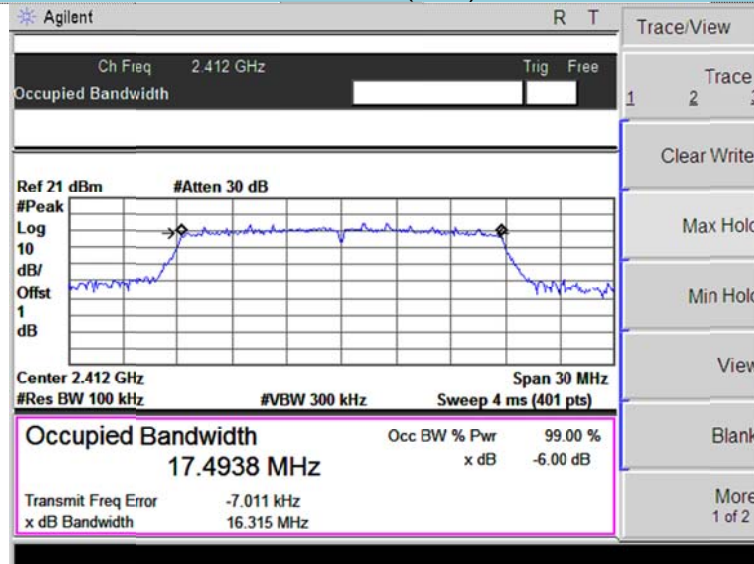 Agilent R T
Trace/View
Ch Freq 2.412 GHz Trig Free
Occupied Bandwidth
Trace
1 2
Clear Write
Max Hold
Min Hold
View
Blank
More
1 of 2
Ref 21 dBm #Atten 30 dB
#Peak
Log
10
dB/
Offst
1
dB
Center 2.412 GHz Span 30 MHz
#Res BW 100 kHz #VBW 300 kHz Sweep 4 ms (401 pts)
Occupied Bandwidth Occ BW % Pwr 99.00 %
17.4938 MHz x dB -6.00 dB
Transmit Freq Error -7.011 kHz
x dB Bandwidth 16.315 MHz